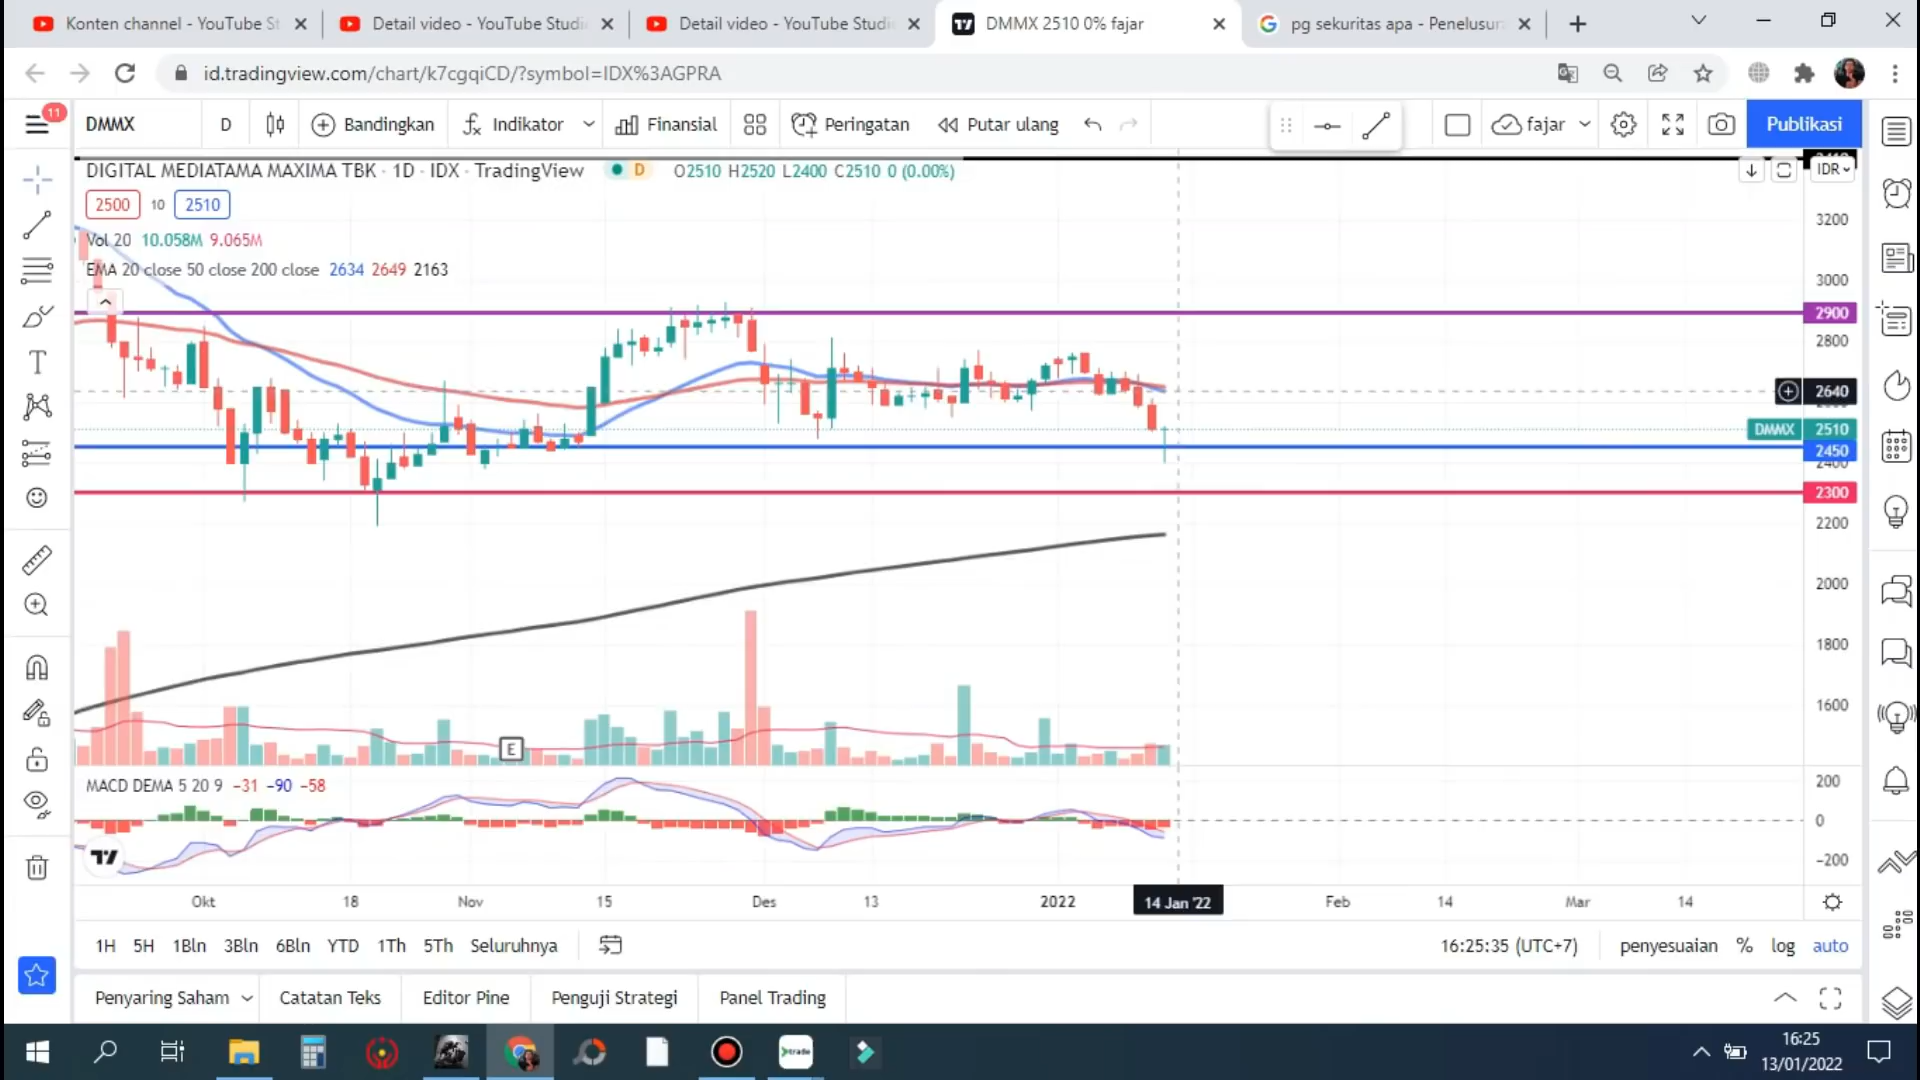 Konten channel - YouTube St
Detail video - YouTube Studi
Detail video - YouTube Studi
DMMX 2510 0% fajar
pg sekuritas apa - Penelusur
id.tradingview.com/chart/k7cgqiCD/?symbol=IDX%3AGPRA
11
DMMX
D
Bandingkan
Indikator
Finansial
Peringatan
Putar ulang
fajar
Publikasi
DIGITAL MEDIATAMA MAXIMA TBK · 1D · IDX · TradingView
D
O2510 H2520 L2400 C2510 0 (0.00%)
IDR
2500
10
2510
Vol 20 10.058M 9.065M
EMA 20 close 50 close 200 close 2634 2649 2163
3200
3000
2900
2800
2640
DMMX 2510
2450
2400
2300
2200
2000
1800
1600
E
MACD DEMA 5 20 9 −31 −90 −58
200
0
−200
Okt
18
Nov
15
Des
13
2022
14 Jan '22
Feb
14
Mar
14
1H 5H 1Bln 3Bln 6Bln YTD 1Th 5Th Seluruhnya
16:25:35 (UTC+7)
penyesuaian % log auto
Penyaring Saham
Catatan Teks
Editor Pine
Penguji Strategi
Panel Trading
trade
16:25
13/01/2022